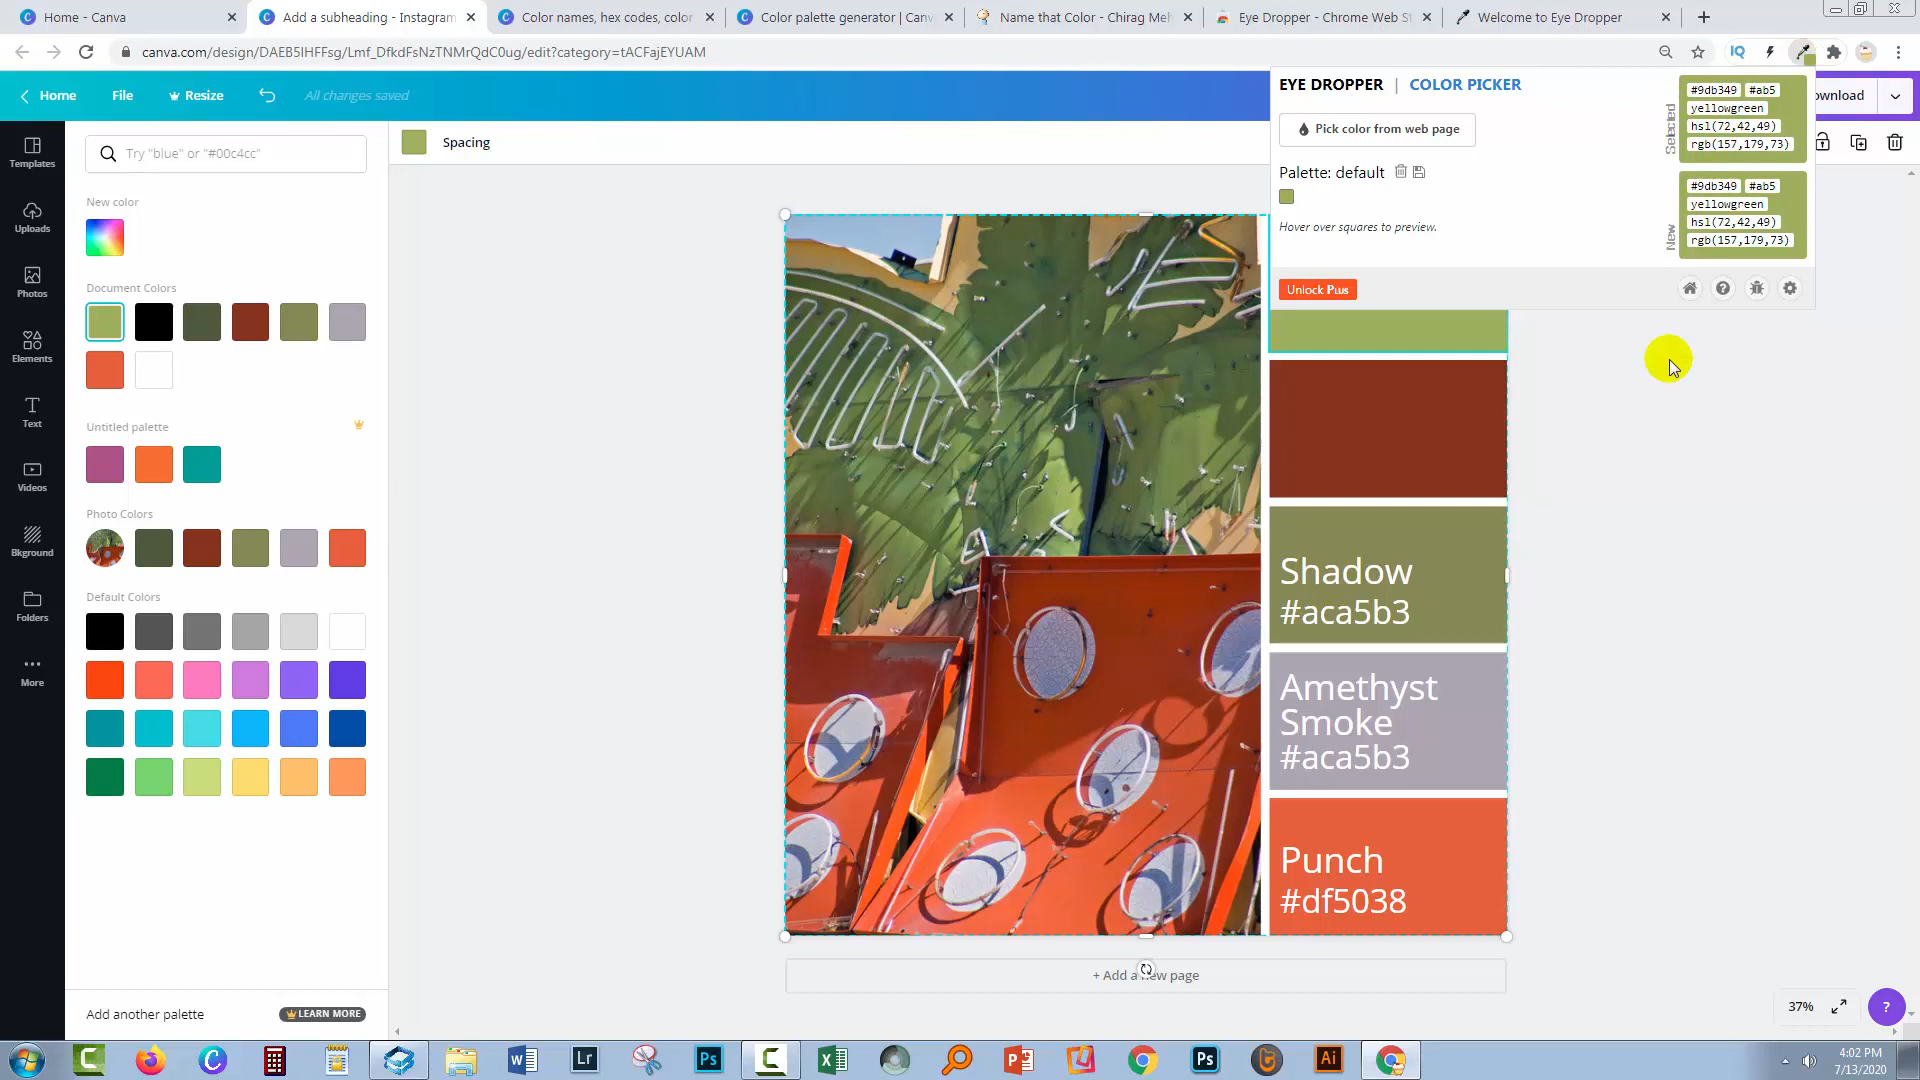 Home - Canva
Add a subheading - Instagram
Color names, hex codes, color
Color palette generator | Canv
Name that Color - Chirag Meh
Eye Dropper - Chrome Web St
Welcome to Eye Dropper
canva.com/design/DAEB5IHFFsg/Lmf_DfkdFsNzTNMrQdC0ug/edit?category=tACFajEYUAM
Home
File
Resize
All changes saved
ownload
EYE DROPPER | COLOR PICKER
Pick color from web page
Palette: default
Hover over squares to preview.
Unlock Plus
Selected
#9db349 #ab5
yellowgreen
hsl(72,42,49)
rgb(157,179,73)
New
#9db349 #ab5
yellowgreen
hsl(72,42,49)
rgb(157,179,73)
Templates
Uploads
Photos
Elements
Text
Videos
Bkground
Folders
More
Try "blue" or "#00c4cc"
New color
Document Colors
Untitled palette
Photo Colors
Default Colors
Add another palette
LEARN MORE
Spacing
Shadow
#aca5b3
Amethyst
Smoke
#aca5b3
Punch
#df5038
+ Add a new page
37%
?
4:02 PM
7/13/2020